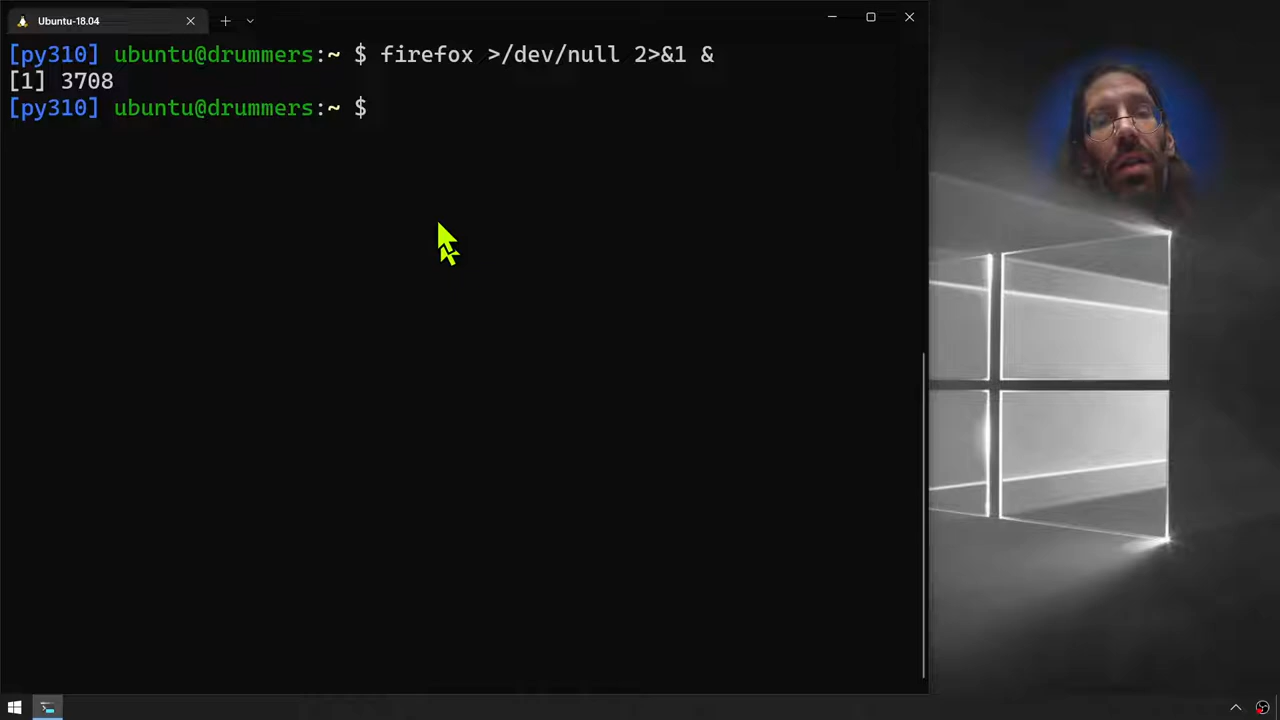 Ubuntu-18.04
[py310] ubuntu@drummers:~ $ firefox >/dev/null 2>&1 &
[1] 3708
[py310] ubuntu@drummers:~ $